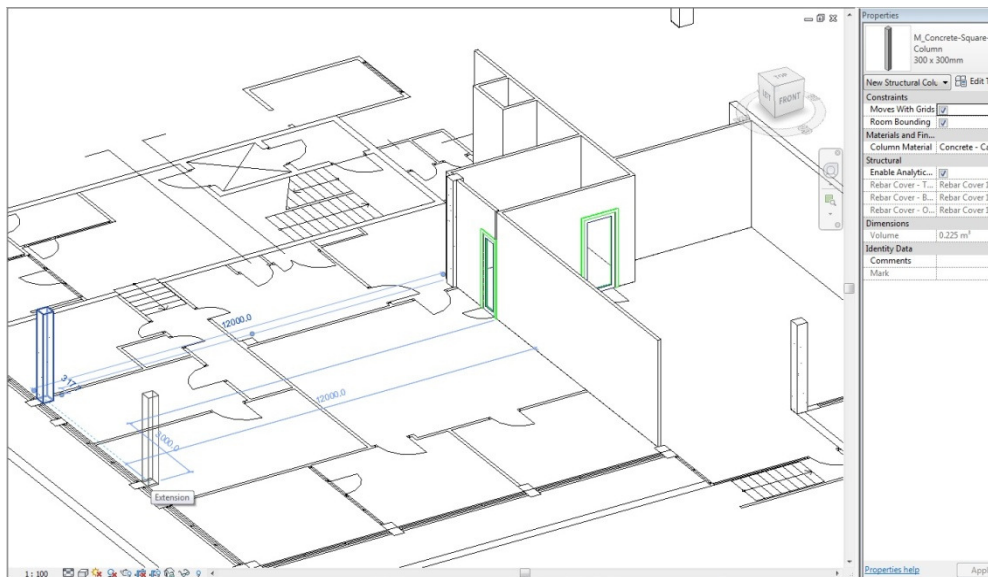 Properties
M_Concrete-Square-
Column
300 x 300mm
New Structural Colu
Edit T
Constraints
Moves With Grids
Room Bounding
Materials and Fin...
Column Material Concrete - Ca
Structural
Enable Analytic...
Rebar Cover - T... Rebar Cover 1
Rebar Cover - B... Rebar Cover 1
Rebar Cover - O... Rebar Cover 1
Dimensions
Volume 0.225 m³
Identity Data
Comments
Mark
TOP
LEFT
FRONT
12000.0
12000.0
3000.0
Extension
1 : 100
Properties help
Appl